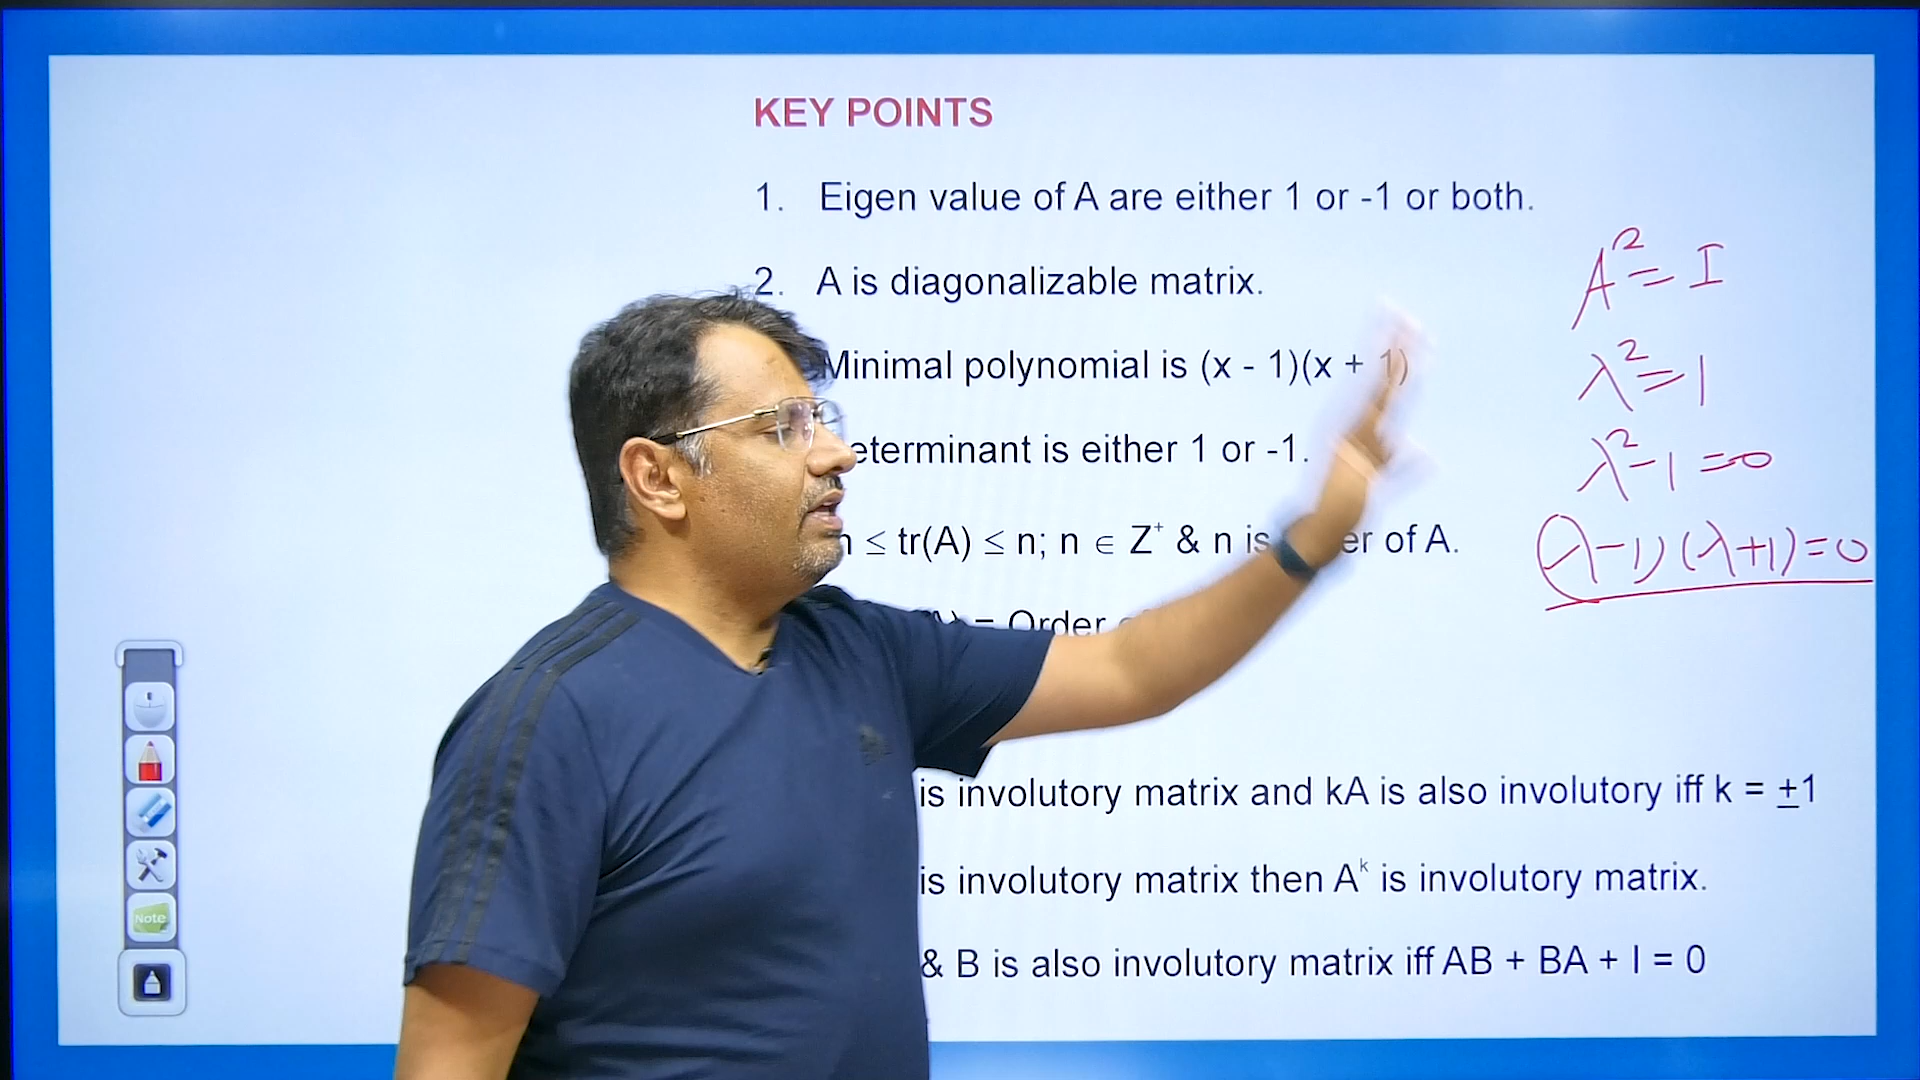 KEY POINTS
1. Eigen value of A are either 1 or -1 or both.
A² = I
2. A is diagonalizable matrix.
Minimal polynomial is (x - 1)(x + 1)
λ² = 1
either 1 or -1.
λ² - 1 = 0
≤ tr(A) ≤ n; n ∈ Z⁺ & n is of A.
(λ - 1) (λ + 1) = 0
= Order
is involutory matrix and kA is also involutory iff k = ±1
is involutory matrix then Aᵏ is involutory matrix.
& B is also involutory matrix iff AB + BA + I = 0
Note